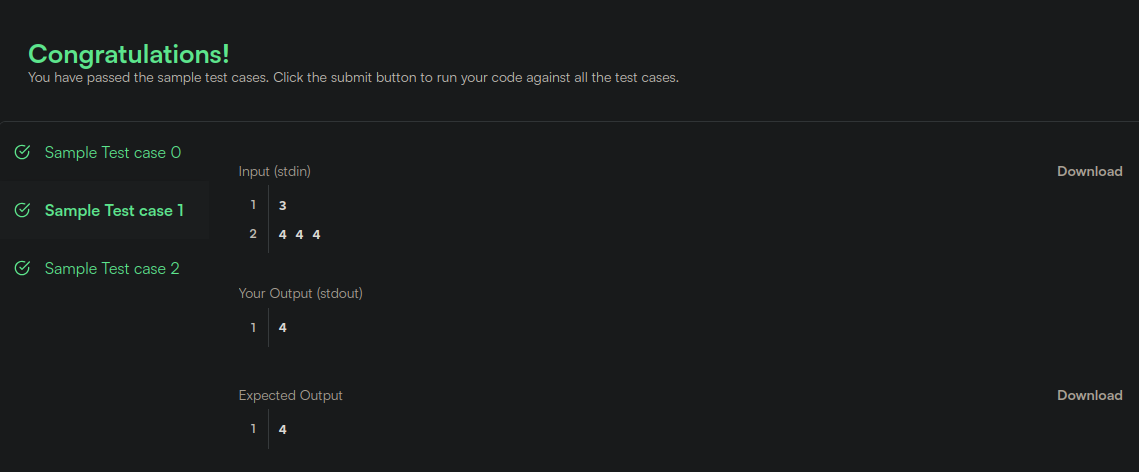 Congratulations!
You have passed the sample test cases. Click the submit button to run your code against all the test cases.
Sample Test case 0
Sample Test case 1
Sample Test case 2
Input (stdin)
Download
1 3
2 4 4 4
Your Output (stdout)
1 4
Expected Output
Download
1 4